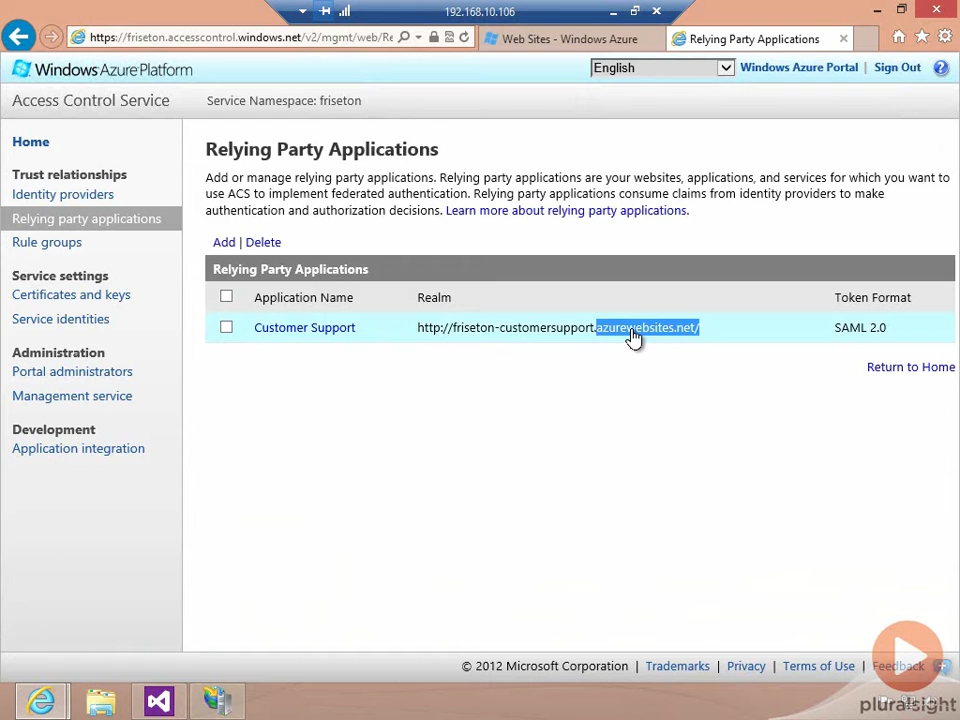 192.168.10.106
https://friseton.accesscontrol.windows.net/v2/mgmt/web/Re
Web Sites - Windows Azure
Relying Party Applications
Windows Azure Platform
English
Windows Azure Portal | Sign Out
Access Control Service
Service Namespace: friseton
Home
Trust relationships
Identity providers
Relying party applications
Rule groups
Service settings
Certificates and keys
Service identities
Administration
Portal administrators
Management service
Development
Application integration
Relying Party Applications
Add or manage relying party applications. Relying party applications are your websites, applications, and services for which you want to
use ACS to implement federated authentication. Relying party applications consume claims from identity providers to make
authentication and authorization decisions. Learn more about relying party applications.
Add | Delete
Relying Party Applications
Application Name Realm Token Format
Customer Support http://friseton-customersupport.azurewebsites.net/ SAML 2.0
Return to Home
© 2012 Microsoft Corporation | Trademarks | Privacy | Terms of Use | Feedback
pluralsight